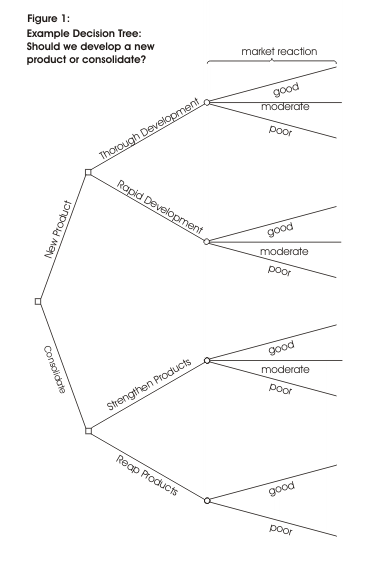 Figure 1:
Example Decision Tree:
Should we develop a new
product or consolidate?
market reaction
Thorough Development
good
moderate
poor
New Product
Rapid Development
good
moderate
poor
Consolidate
Strengthen Products
good
moderate
poor
Reap Products
good
poor